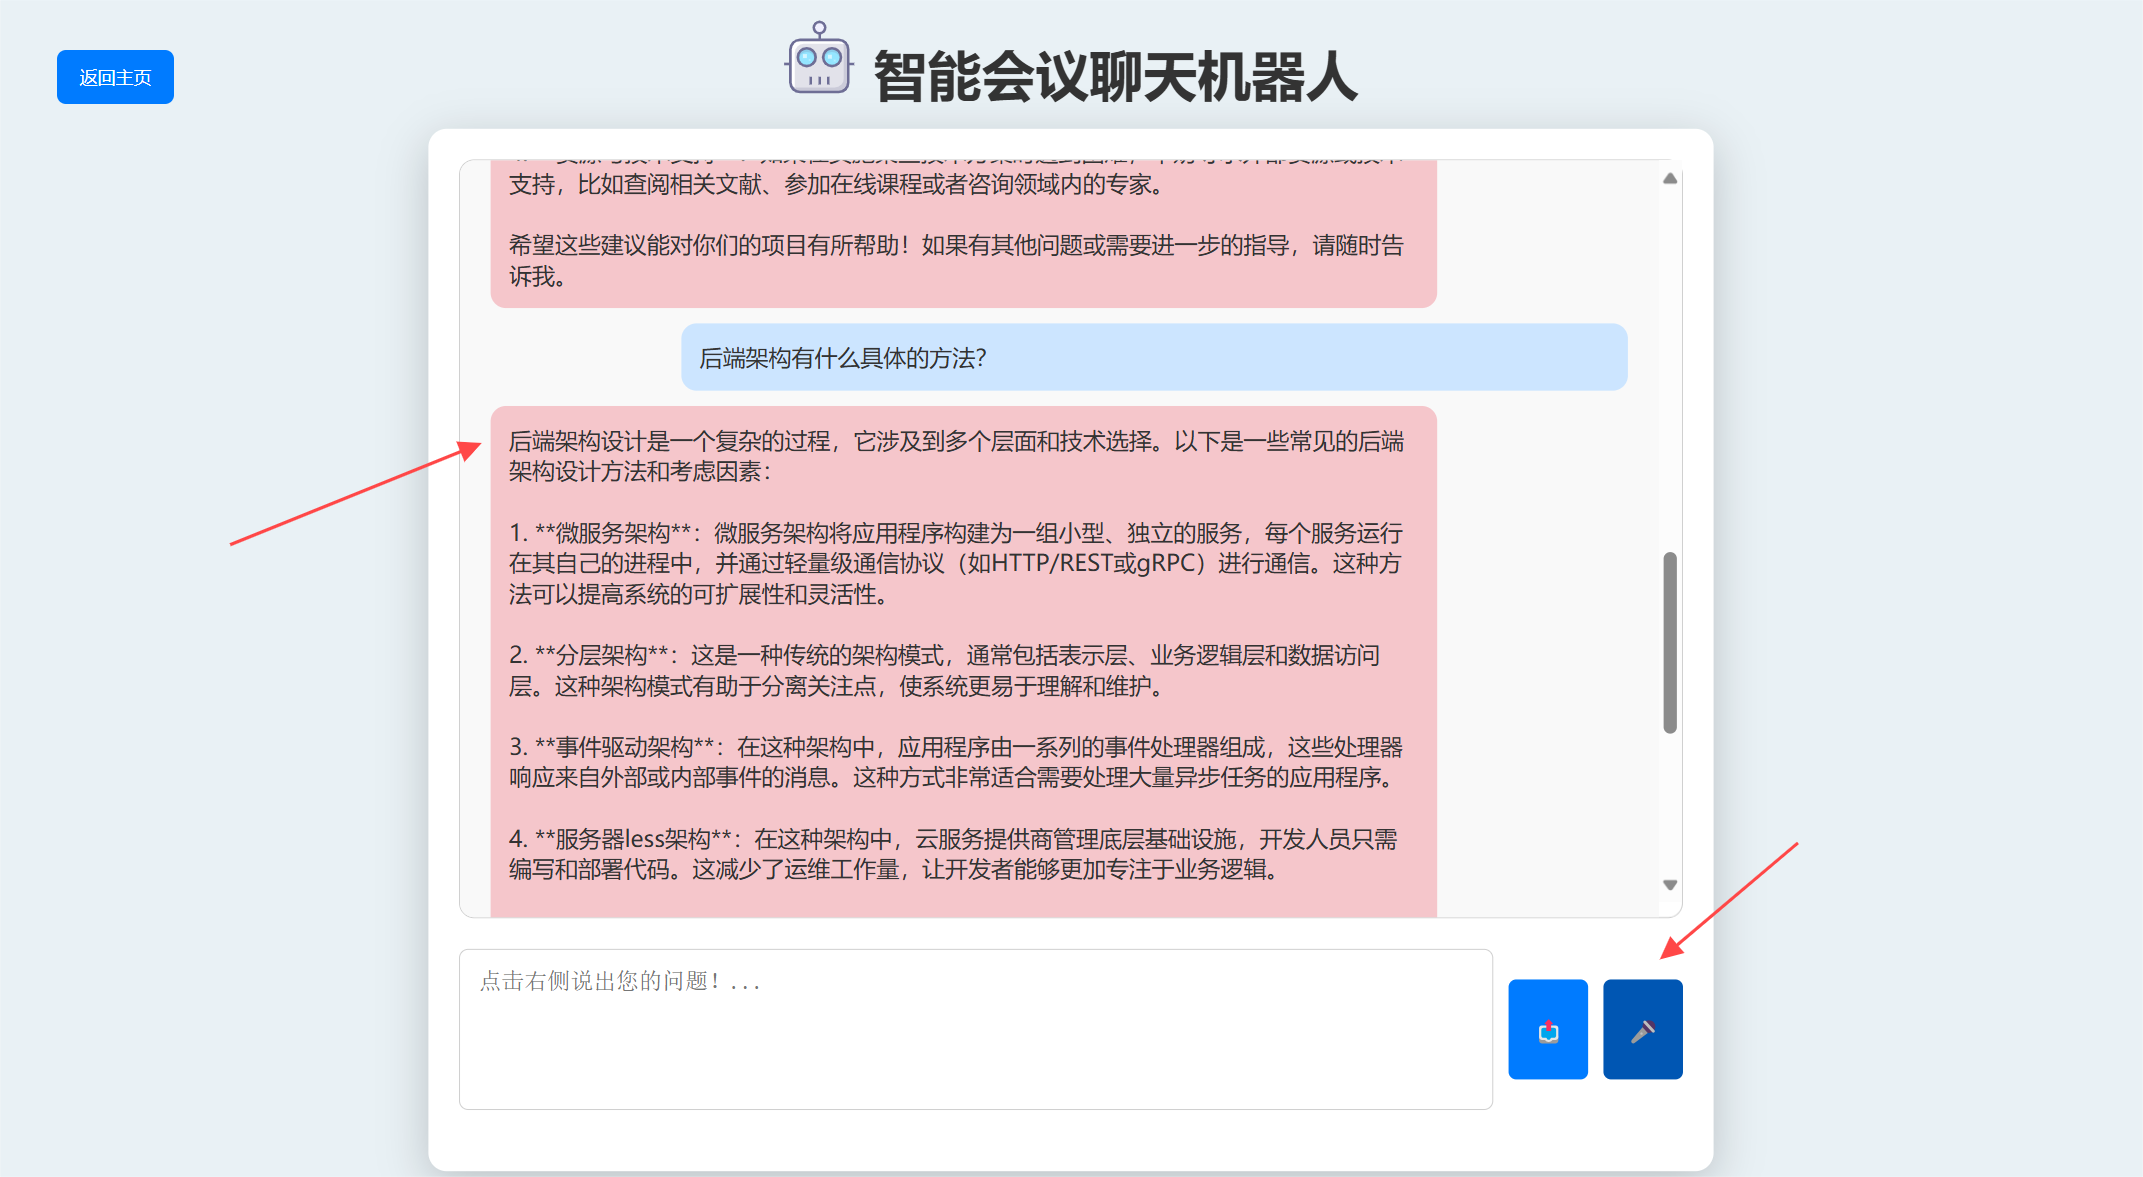 返回主页
智能会议聊天机器人
支持，比如查阅相关文献、参加在线课程或者咨询领域内的专家。
希望这些建议能对你们的项目有所帮助！如果有其他问题或需要进一步的指导，请随时告
诉我。
后端架构有什么具体的方法？
后端架构设计是一个复杂的过程，它涉及到多个层面和技术选择。以下是一些常见的后端
架构设计方法和考虑因素：
1. **微服务架构**：微服务架构将应用程序构建为一组小型、独立的服务，每个服务运行
在其自己的进程中，并通过轻量级通信协议（如HTTP/REST或gRPC）进行通信。这种方
法可以提高系统的可扩展性和灵活性。
2. **分层架构**：这是一种传统的架构模式，通常包括表示层、业务逻辑层和数据访问
层。这种架构模式有助于分离关注点，使系统更易于理解和维护。
3. **事件驱动架构**：在这种架构中，应用程序由一系列的事件处理器组成，这些处理器
响应来自外部或内部事件的消息。这种方式非常适合需要处理大量异步任务的应用程序。
4. **服务器less架构**：在这种架构中，云服务提供商管理底层基础设施，开发人员只需
编写和部署代码。这减少了运维工作量，让开发者能够更加专注于业务逻辑。
点击右侧说出您的问题！...